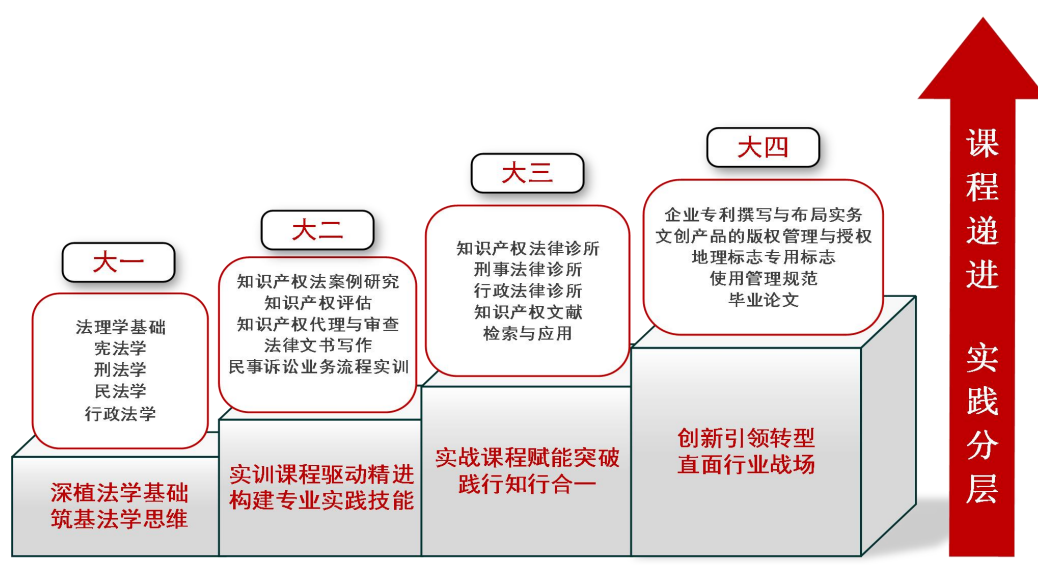 大一
法理学基础
宪法学
刑法学
民法学
行政法学
深植法学基础
筑基法学思维
大二
知识产权法案例研究
知识产权评估
知识产权代理与审查
法律文书写作
民事诉讼业务流程实训
实训课程驱动精进
构建专业实践技能
大三
知识产权法律诊所
刑事法律诊所
行政法律诊所
知识产权文献
检索与应用
实战课程赋能突破
践行知行合一
大四
企业专利撰写与布局实务
文创产品的版权管理与授权
地理标志专用标志
使用管理规范
毕业论文
创新引领转型
直面行业战场
课程递进 实践分层